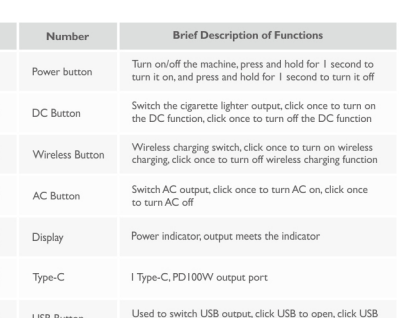 Number Brief Description of Functions
Power button Turn on/off the machine, press and hold for 1 second to
turn it on, and press and hold for 1 second to turn it off
DC Button Switch the cigarette lighter output, click once to turn on
the DC function, click once to turn off the DC function
Wireless Button Wireless charging switch, click once to turn on wireless
charging, click once to turn off wireless charging function
AC Button Switch AC output, click once to turn AC on, click once
to turn AC off
Display Power indicator, output meets the indicator
Type-C 1 Type-C, PD100W output port
USB Button Used to switch USB output, click USB to open, click USB